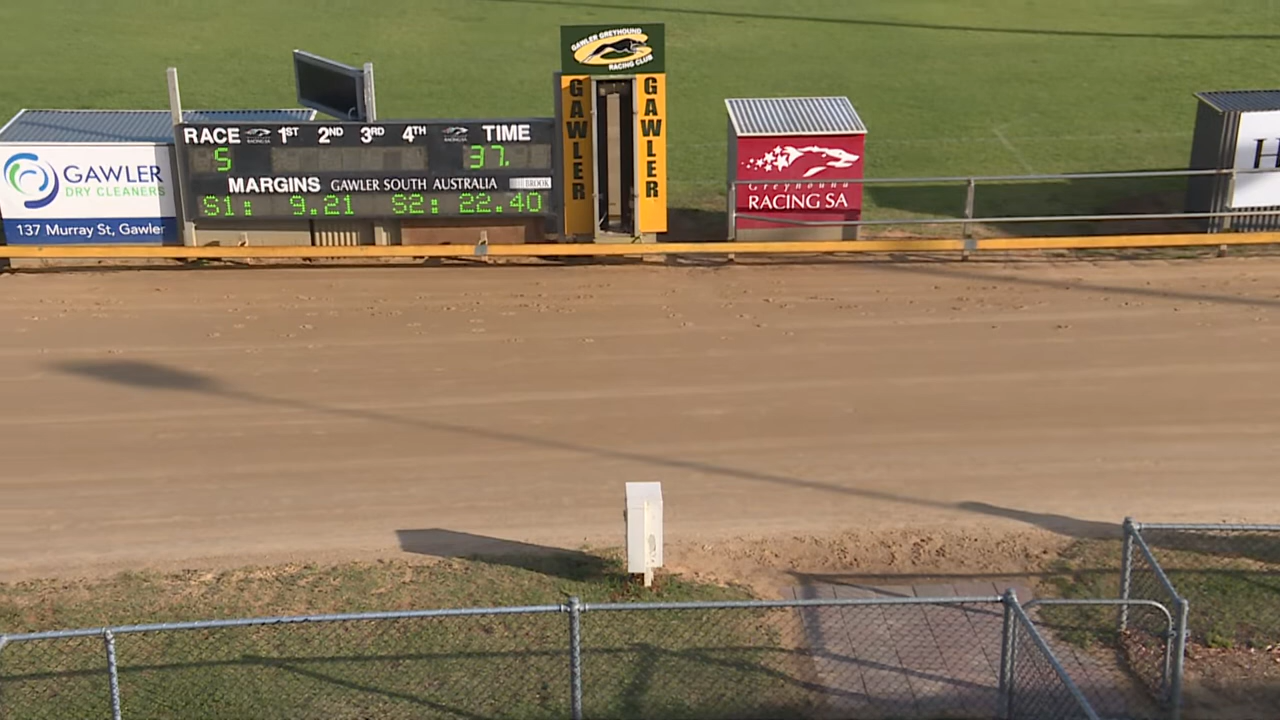 GAWLER GREYHOUND
RACING CLUB
GAWLER
GAWLER
RACE 1ST 2ND 3RD 4TH TIME
5 37.
MARGINS GAWLER SOUTH AUSTRALIA BROOK
S1: 9.21 S2: 22.40
GAWLER
DRY CLEANERS
137 Murray St, Gawler
Greyhound
RACING SA
H